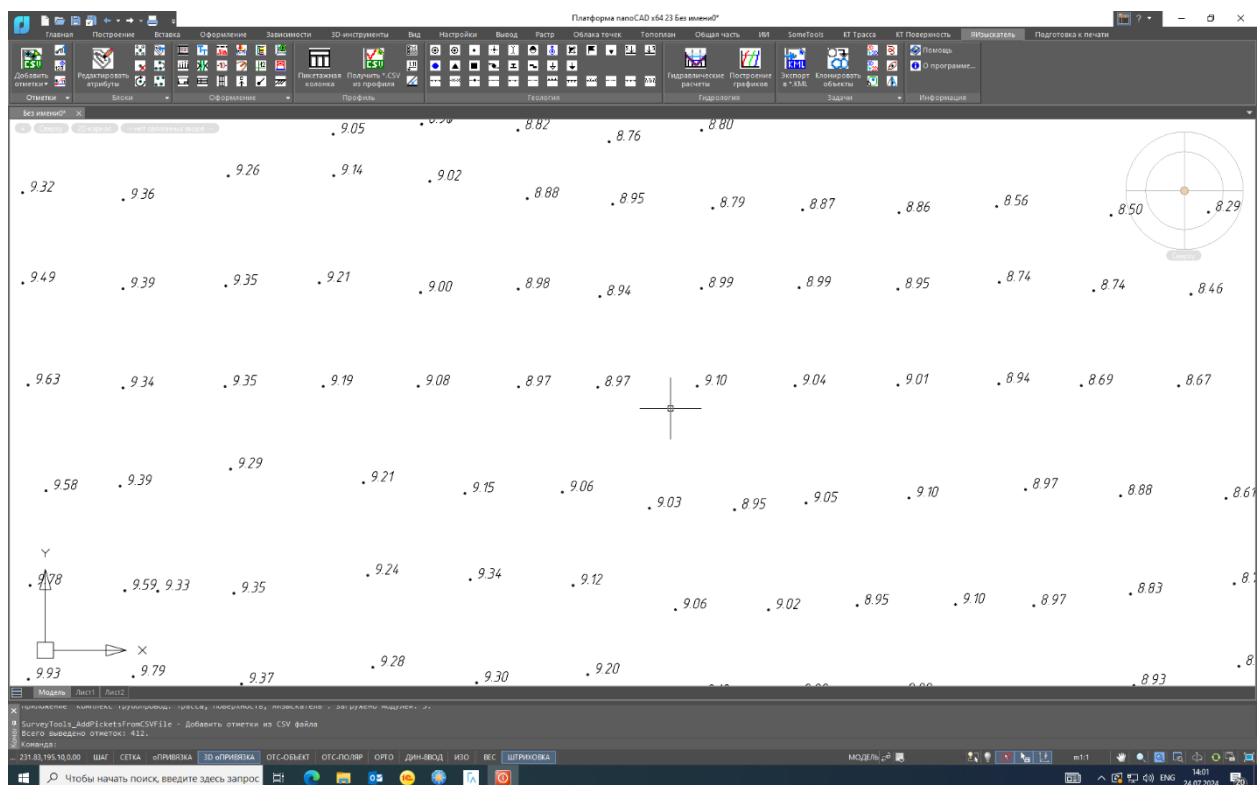 Платформа nanoCAD x64 23 Без имени0*
Главная Построение Вставка Оформление Зависимости 3D-инструменты Вид Настройки Вывод Растр Облака точек Топоплан Общая часть ИИ SomeTools КТ Трасса КТ Поверхность ЯИзыскатель Подготовка к печати
Добавить отметки Редактировать атрибуты Пикетажная колонка Получить *.CSV из профиля Гидравлические расчеты Построение графиков Экспорт в *.KML Клонировать объекты Помощь
О программе...
Отметки Блоки Оформление Профиль Геология Гидрология Задачи Информация
Без имени0*
Сверху 2D-каркас
9.05 8.82 8.76 8.80
9.32 9.36 9.26 9.14 9.02 8.88 8.95 8.79 8.87 8.86 8.56 8.50 8.29
Сверху
9.49 9.39 9.35 9.21 9.00 8.98 8.94 8.99 8.99 8.95 8.74 8.74 8.46
9.63 9.34 9.35 9.19 9.08 8.97 8.97 9.10 9.04 9.01 8.94 8.69 8.67
9.58 9.39 9.29 9.21 9.15 9.06 9.03 8.95 9.05 9.10 8.97 8.88 8.61
Y
9.78 9.59 9.33 9.35 9.24 9.34 9.12 9.06 9.02 8.95 9.10 8.97 8.83
X
9.93 9.79 9.37 9.28 9.30 9.20 8.93
Модель Лист1 Лист2
SurveyTools_AddPicketsFromCSVFile - Добавить отметки из CSV файла
Всего выведено отметок: 412.
Команда:
231.83,195.10,0.00 ШАГ СЕТКА оПРИВЯЗКА 3D оПРИВЯЗКА ОТС-ОБЪЕКТ ОТС-ПОЛЯР ОРТО ДИН-ВВОД ИЗО ВЕС ШТРИХОВКА МОДЕЛЬ m1:1
Чтобы начать поиск, введите здесь запрос ENG 14:01
24.07.2024